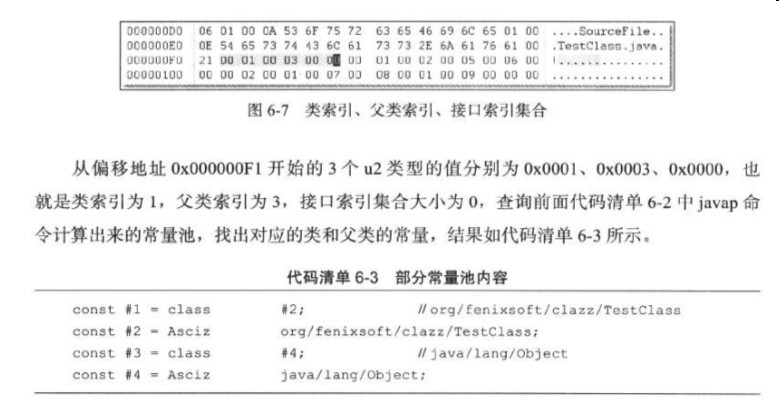 000000D0 06 01 00 0A 53 6F 75 72 63 65 46 69 6C 65 01 00 ....SourceFile..
000000E0 0E 54 65 73 74 43 6C 61 73 73 2E 6A 61 76 61 00 .TestClass.java.
000000F0 21 00 01 00 03 00 00 00 01 00 02 00 05 00 06 00 !...............
00000100 00 00 02 00 01 00 07 00 08 00 01 00 09 00 00 00 ................
图 6-7 类索引、父类索引、接口索引集合
从偏移地址 0x000000F1 开始的 3 个 u2 类型的值分别为 0x0001、0x0003、0x0000，也
就是类索引为 1，父类索引为 3，接口索引集合大小为 0，查询前面代码清单 6-2 中 javap 命
令计算出来的常量池，找出对应的类和父类的常量，结果如代码清单 6-3 所示。
代码清单 6-3 部分常量池内容
const #1 = class #2; //org/fenixsoft/clazz/TestClass
const #2 = Asciz org/fenixsoft/clazz/TestClass;
const #3 = class #4; //java/lang/Object
const #4 = Asciz java/lang/Object;